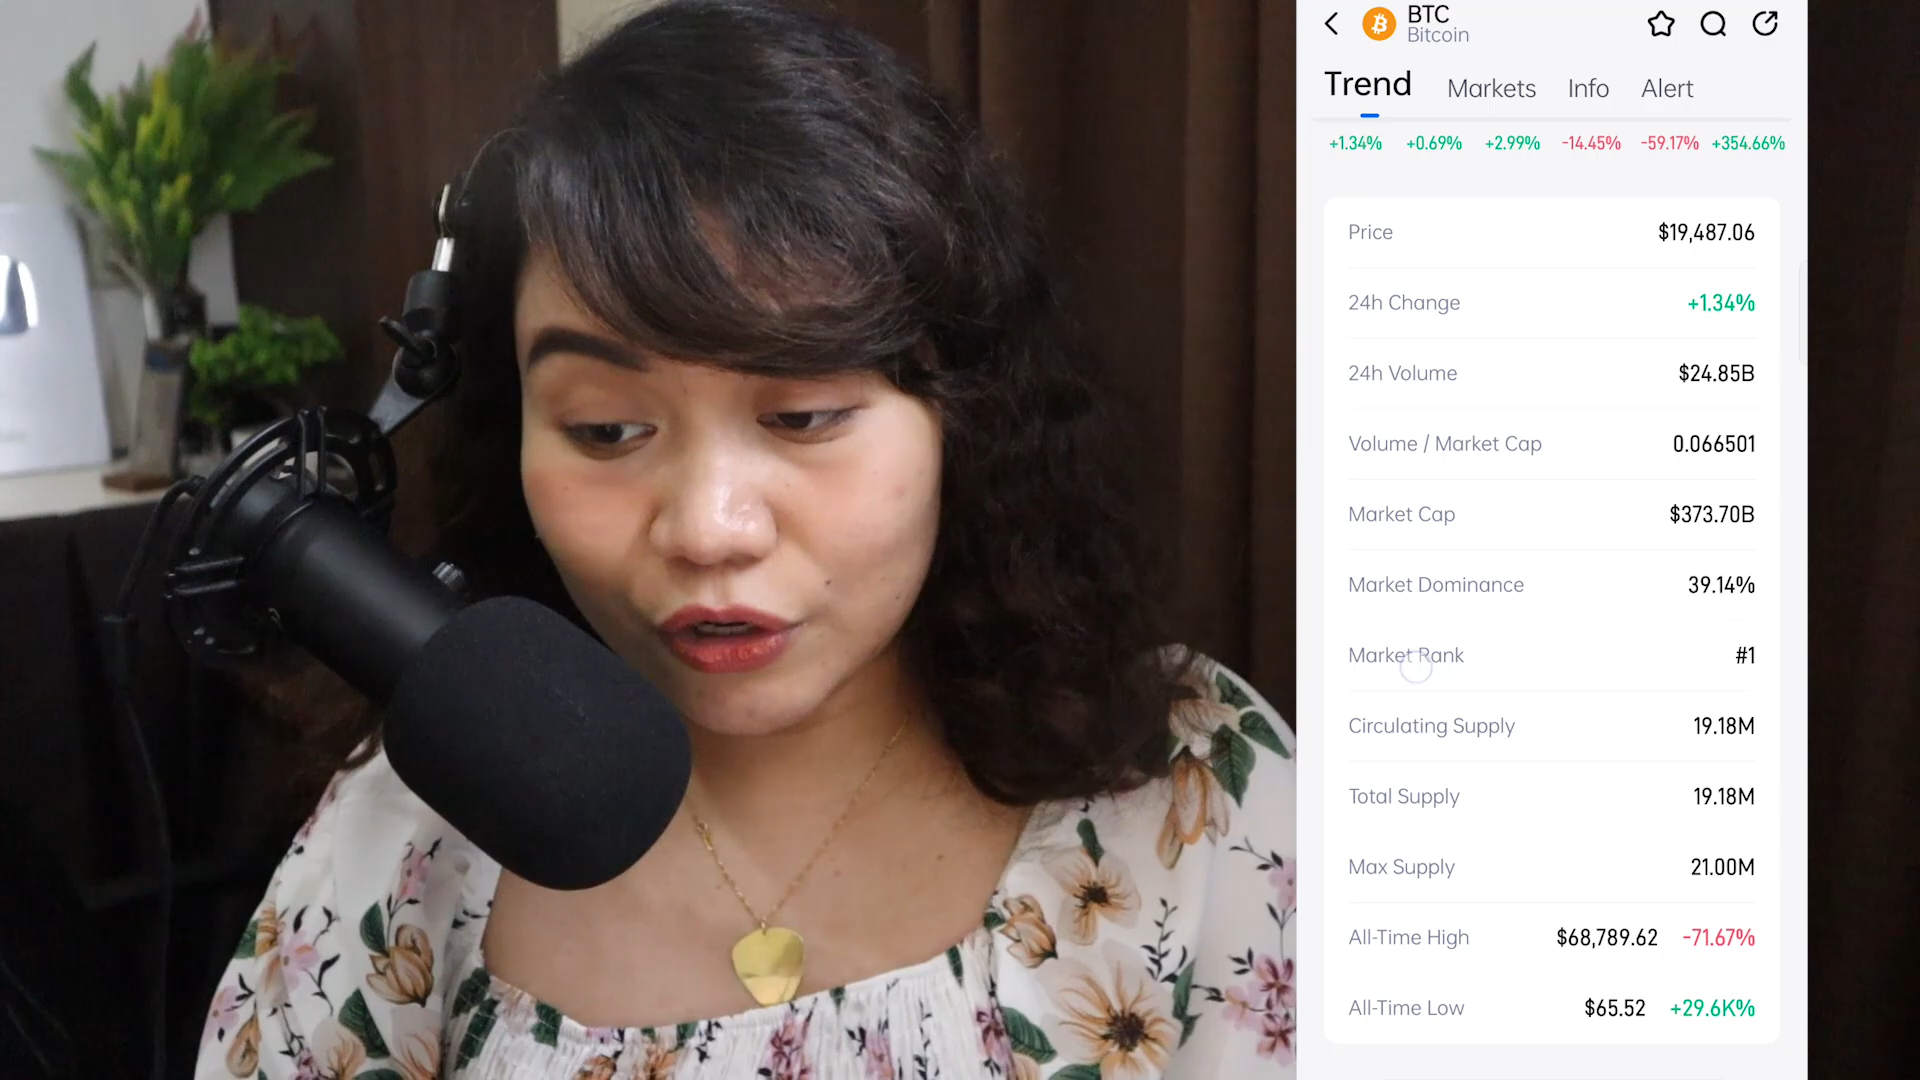 BTC
Bitcoin
Trend Markets Info Alert
+1.34% +0.69% +2.99% -14.45% -59.17% +354.66%
Price $19,487.06
24h Change +1.34%
24h Volume $24.85B
Volume / Market Cap 0.066501
Market Cap $373.70B
Market Dominance 39.14%
Market Rank #1
Circulating Supply 19.18M
Total Supply 19.18M
Max Supply 21.00M
All-Time High $68,789.62 -71.67%
All-Time Low $65.52 +29.6K%